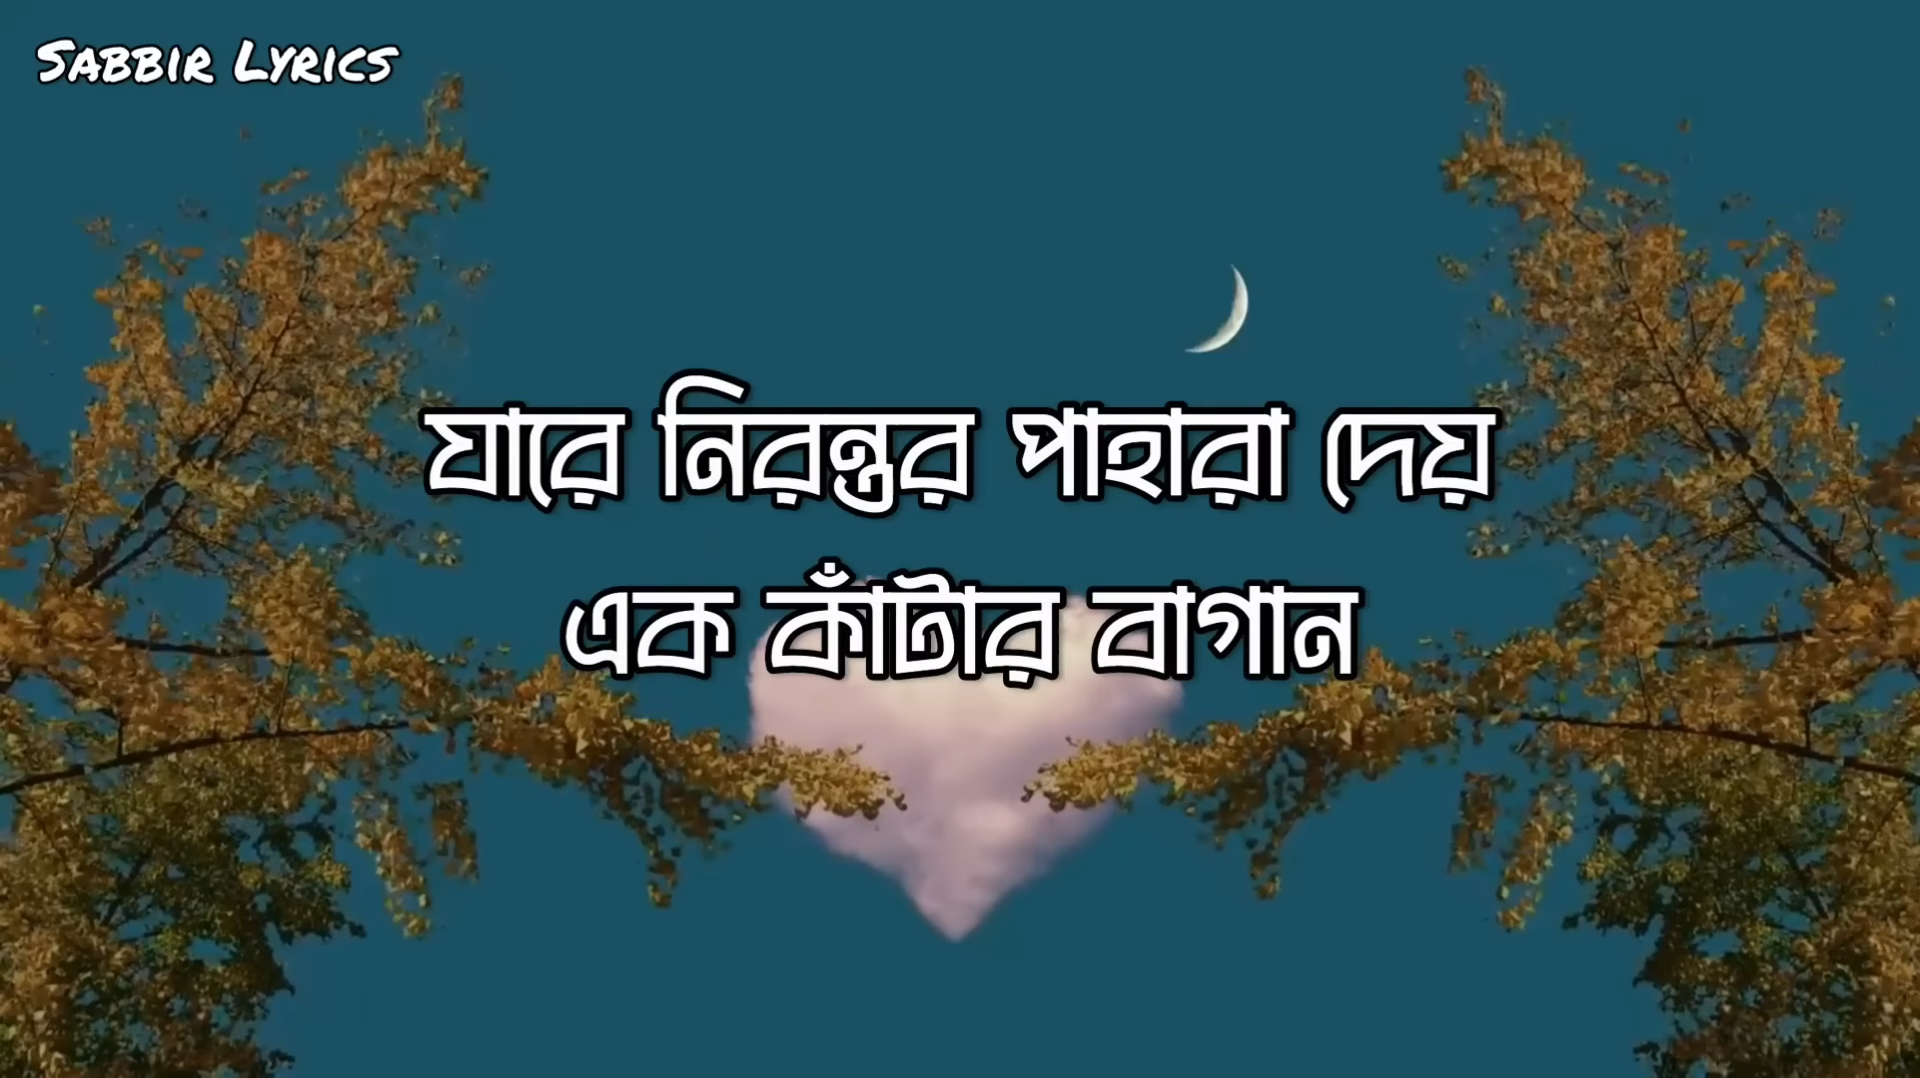 Sabbir Lyrics
যারে নিরন্তর পাহারা দেয়
এক কাঁটার বাগান